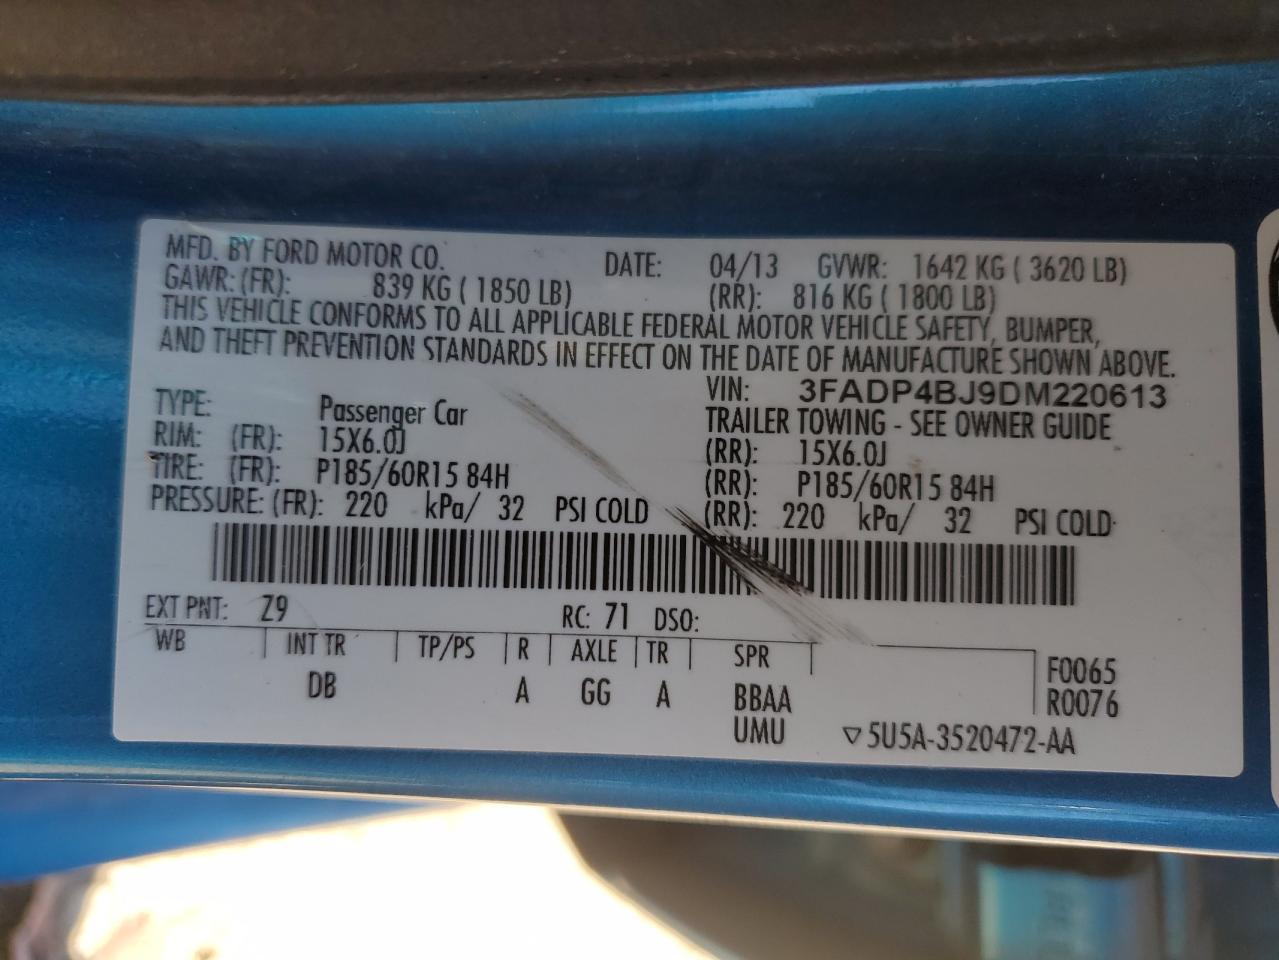 MFD. BY FORD MOTOR CO. DATE: 04/13 GVWR: 1642 KG ( 3620 LB)
GAWR: (FR): 839 KG ( 1850 LB) (RR): 816 KG ( 1800 LB)
THIS VEHICLE CONFORMS TO ALL APPLICABLE FEDERAL MOTOR VEHICLE SAFETY, BUMPER,
AND THEFT PREVENTION STANDARDS IN EFFECT ON THE DATE OF MANUFACTURE SHOWN ABOVE.
VIN: 3FADP4BJ9DM220613
TYPE: Passenger Car TRAILER TOWING - SEE OWNER GUIDE
RIM: (FR): 15X6.0J (RR): 15X6.0J
TIRE: (FR): P185/60R15 84H (RR): P185/60R15 84H
PRESSURE: (FR): 220 kPa/ 32 PSI COLD (RR): 220 kPa/ 32 PSI COLD
EXT PNT: Z9 RC: 71 DSO:
WB INT TR TP/PS R AXLE TR SPR F0065
DB A GG A BBAA R0076
UMU ▽5U5A-3520472-AA